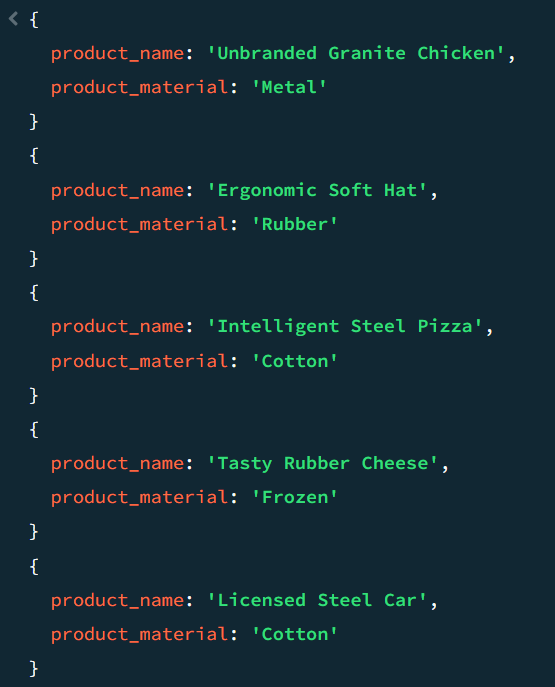 {
product_name: 'Unbranded Granite Chicken',
product_material: 'Metal'
}
{
product_name: 'Ergonomic Soft Hat',
product_material: 'Rubber'
}
{
product_name: 'Intelligent Steel Pizza',
product_material: 'Cotton'
}
{
product_name: 'Tasty Rubber Cheese',
product_material: 'Frozen'
}
{
product_name: 'Licensed Steel Car',
product_material: 'Cotton'
}